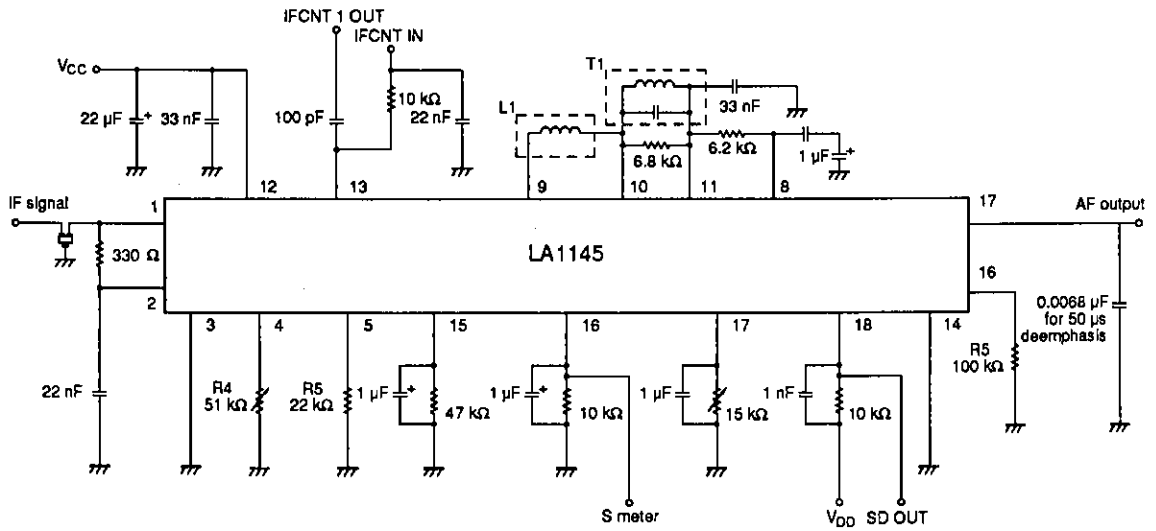 IFCNT 1 OUT
IFCNT IN
VCC
22 µF +
33 nF
100 pF
10 kΩ
22 nF
T1
33 nF
L1
6.8 kΩ
6.2 kΩ
1 µF +
12
13
9
10
11
8
IF signal
1
17
AF output
330 Ω
LA1145
16
2
3
4
5
15
16
17
18
14
0.0068 µF
for 50 µs
deemphasis
22 nF
R4
51 kΩ
R5
22 kΩ
1 µF +
47 kΩ
1 µF +
10 kΩ
1 µF
15 kΩ
1 nF
10 kΩ
R5
100 kΩ
S meter
VDD
SD OUT